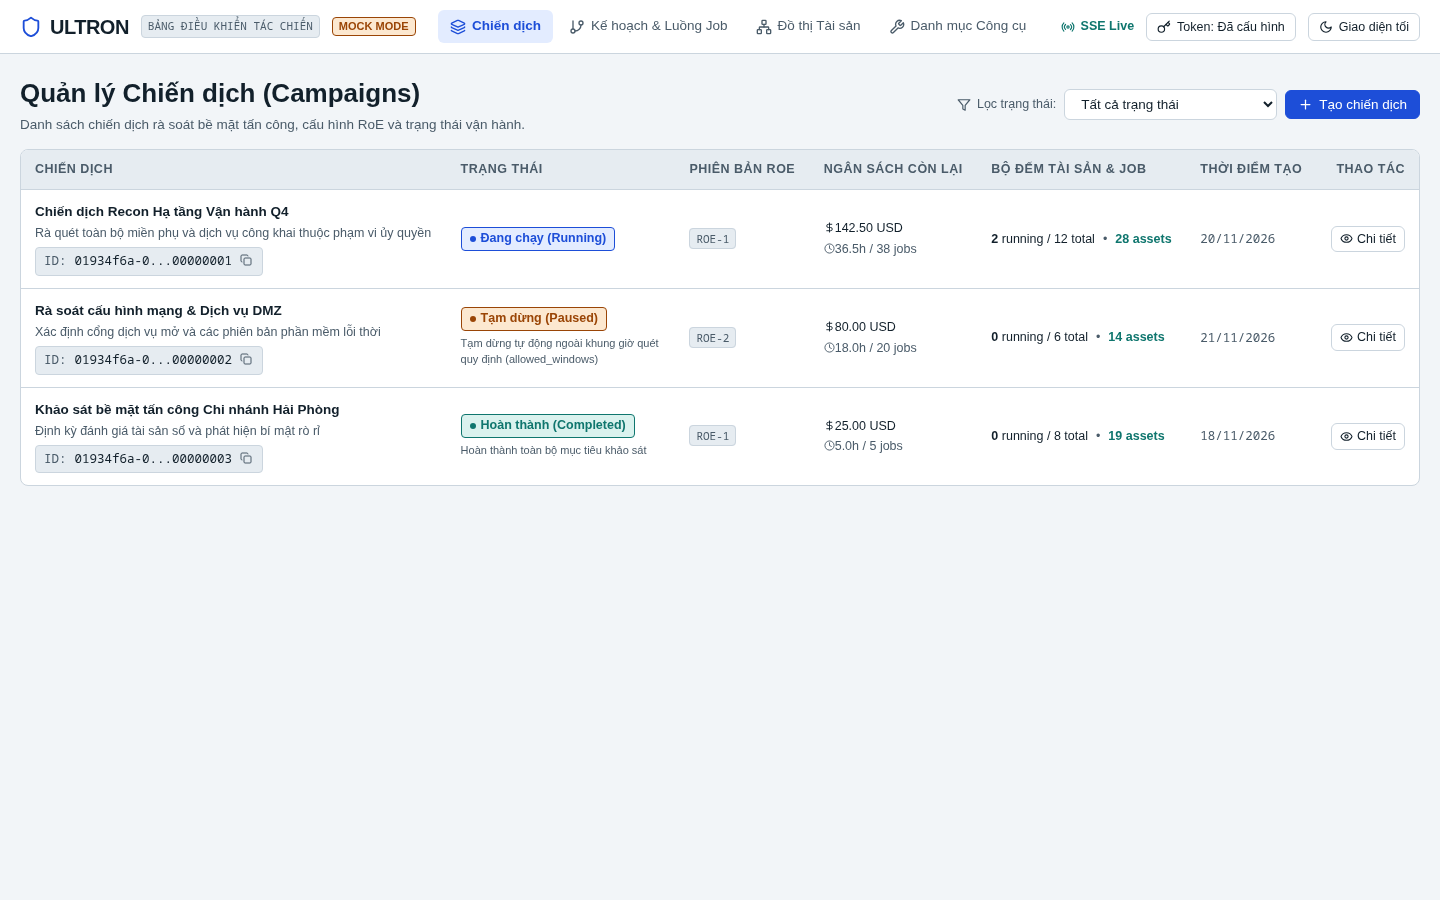 ULTRON BẢNG ĐIỀU KHIỂN TÁC CHIẾN MOCK MODE Chiến dịch Kế hoạch & Luồng Job Đồ thị Tài sản Danh mục Công cụ SSE Live Token: Đã cấu hình Giao diện tối
Quản lý Chiến dịch (Campaigns)
Danh sách chiến dịch rà soát bề mặt tấn công, cấu hình RoE và trạng thái vận hành.
Lọc trạng thái: Tất cả trạng thái Tạo chiến dịch
CHIẾN DỊCH TRẠNG THÁI PHIÊN BẢN ROE NGÂN SÁCH CÒN LẠI BỘ ĐẾM TÀI SẢN & JOB THỜI ĐIỂM TẠO THAO TÁC
Chiến dịch Recon Hạ tầng Vận hành Q4
Rà quét toàn bộ miền phụ và dịch vụ công khai thuộc phạm vi ủy quyền
ID: 01934f6a-0...00000001
Đang chạy (Running)
ROE-1
$142.50 USD
36.5h / 38 jobs
2 running / 12 total • 28 assets
20/11/2026
Chi tiết
Rà soát cấu hình mạng & Dịch vụ DMZ
Xác định cổng dịch vụ mở và các phiên bản phần mềm lỗi thời
ID: 01934f6a-0...00000002
Tạm dừng (Paused)
Tạm dừng tự động ngoài khung giờ quét
quy định (allowed_windows)
ROE-2
$80.00 USD
18.0h / 20 jobs
0 running / 6 total • 14 assets
21/11/2026
Chi tiết
Khảo sát bề mặt tấn công Chi nhánh Hải Phòng
Định kỳ đánh giá tài sản số và phát hiện bí mật rò rỉ
ID: 01934f6a-0...00000003
Hoàn thành (Completed)
Hoàn thành toàn bộ mục tiêu khảo sát
ROE-1
$25.00 USD
5.0h / 5 jobs
0 running / 8 total • 19 assets
18/11/2026
Chi tiết